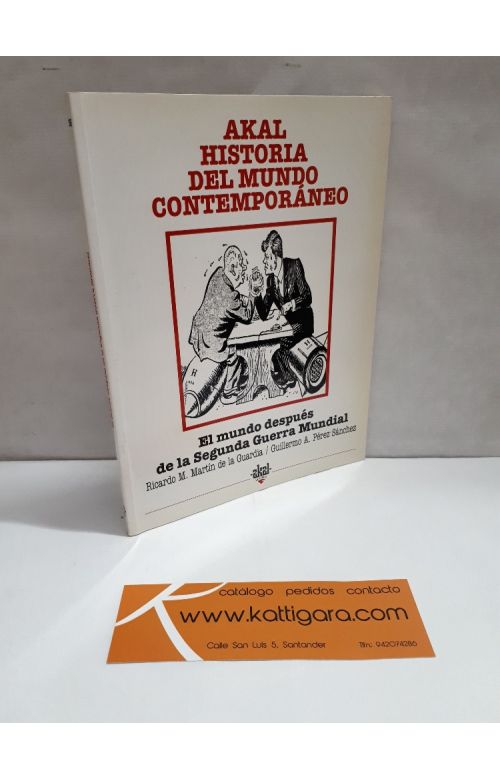 AKAL
HISTORIA
DEL MUNDO
CONTEMPORÁNEO
H
H
El mundo después
de la Segunda Guerra Mundial
Ricardo M. Martín de la Guardia / Guillermo A. Pérez Sánchez
akal
catálogo pedidos contacto
www.kattigara.com
Calle San Luis 5, Santander
Tlfn: 942074286